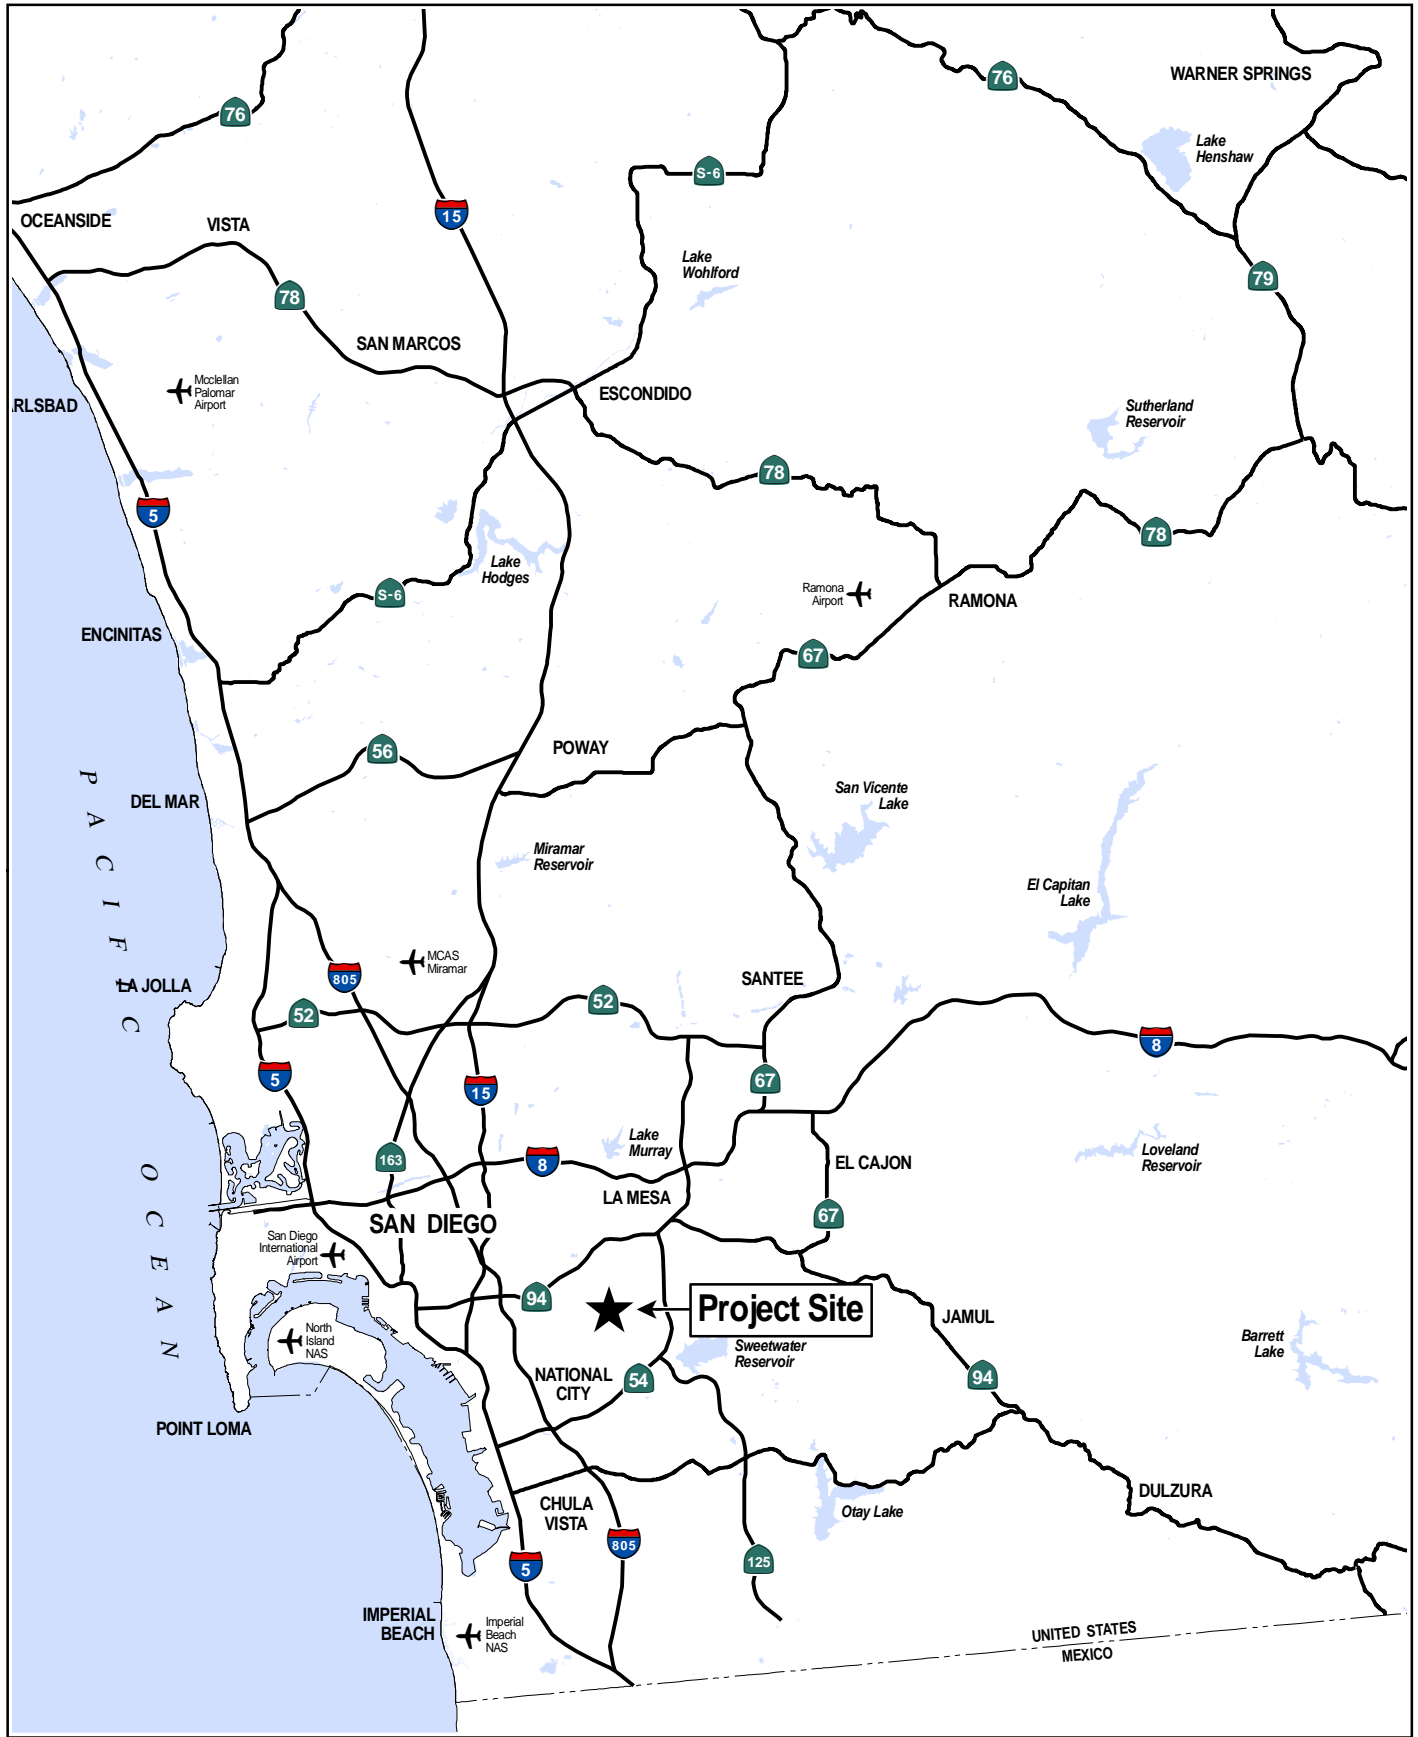 76
WARNER SPRINGS
76
Lake
Henshaw
S-6
15
OCEANSIDE
VISTA
Lake
Wohlford
79
78
SAN MARCOS
Mcclellan
Palomar
Airport
ESCONDIDO
ARLSBAD
Sutherland
Reservoir
78
5
78
Lake
Hodges
S-6
Ramona
Airport
RAMONA
ENCINITAS
67
56
POWAY
PACIFIC OCEAN
DEL MAR
San Vicente
Lake
Miramar
Reservoir
El Capitan
Lake
MCAS
Miramar
805
SANTEE
LA JOLLA
52
52
8
5
67
15
Lake
Murray
163
8
EL CAJON
Loveland
Reservoir
LA MESA
67
SAN DIEGO
San Diego
International
Airport
94
Project Site
JAMUL
North
Island
NAS
Sweetwater
Reservoir
Barrett
Lake
NATIONAL
CITY
54
94
POINT LOMA
DULZURA
CHULA
VISTA
Otay Lake
805
5
125
IMPERIAL
BEACH
Imperial
Beach
NAS
UNITED STATES
MEXICO